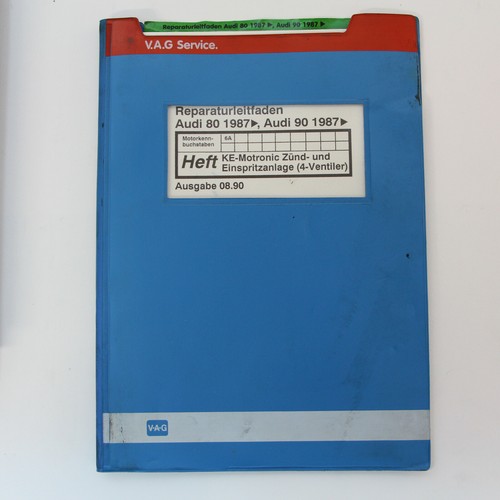 Reparaturleitfaden Audi 80 1987 ▶, Audi 90 1987 ▶
V.A.G Service.
Reparaturleitfaden
Audi 80 1987▶, Audi 90 1987▶
Motorkenn-
buchstaben
6A
Heft
KE-Motronic Zünd- und
Einspritzanlage (4-Ventiler)
Ausgabe 08.90
V·A·G